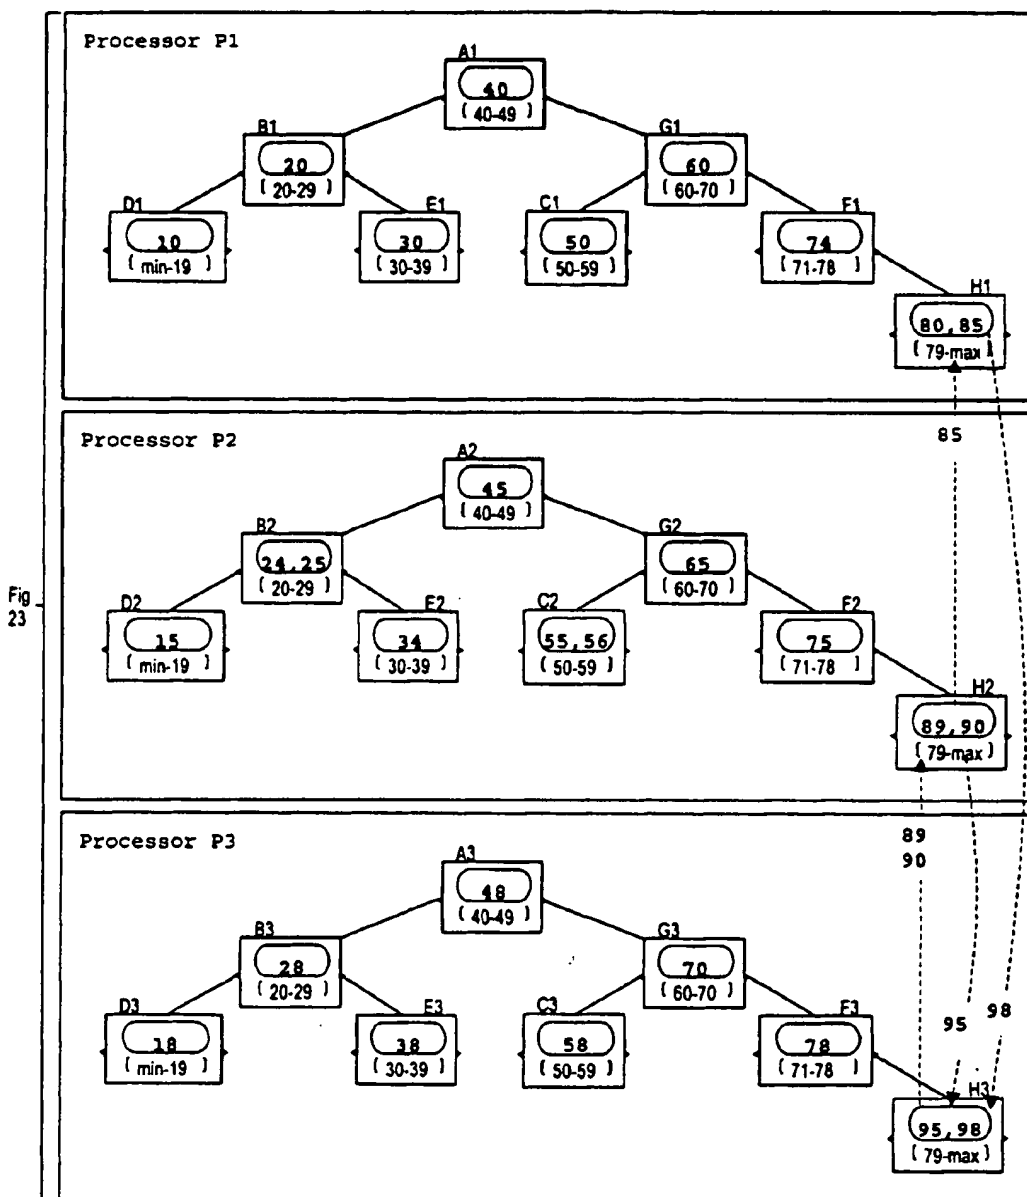 Processor P1
A1
40
( 40-49 )
B1
20
( 20-29 )
G1
60
( 60-70 )
D1
10
( min-19 )
E1
30
( 30-39 )
C1
50
( 50-59 )
F1
74
( 71-78 )
H1
80,85
( 79-max )
85
Processor P2
A2
45
( 40-49 )
B2
24,25
( 20-29 )
G2
65
( 60-70 )
Fig
23
D2
15
( min-19 )
E2
34
( 30-39 )
C2
55,56
( 50-59 )
F2
75
( 71-78 )
H2
89,90
( 79-max )
89
90
Processor P3
A3
48
( 40-49 )
B3
28
( 20-29 )
G3
70
( 60-70 )
D3
18
( min-19 )
E3
38
( 30-39 )
C3
58
( 50-59 )
F3
78
( 71-78 )
95
98
H3
95,98
( 79-max )